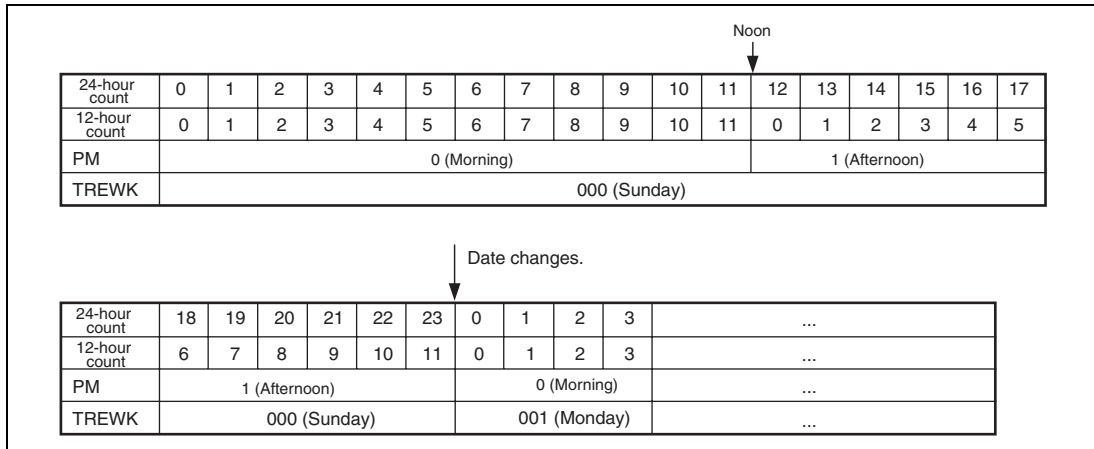 Noon
24-hour count 0 1 2 3 4 5 6 7 8 9 10 11 12 13 14 15 16 17
12-hour count 0 1 2 3 4 5 6 7 8 9 10 11 0 1 2 3 4 5
PM 0 (Morning) 1 (Afternoon)
TREWK 000 (Sunday)
Date changes.
24-hour count 18 19 20 21 22 23 0 1 2 3 ...
12-hour count 6 7 8 9 10 11 0 1 2 3 ...
PM 1 (Afternoon) 0 (Morning) ...
TREWK 000 (Sunday) 001 (Monday) ...